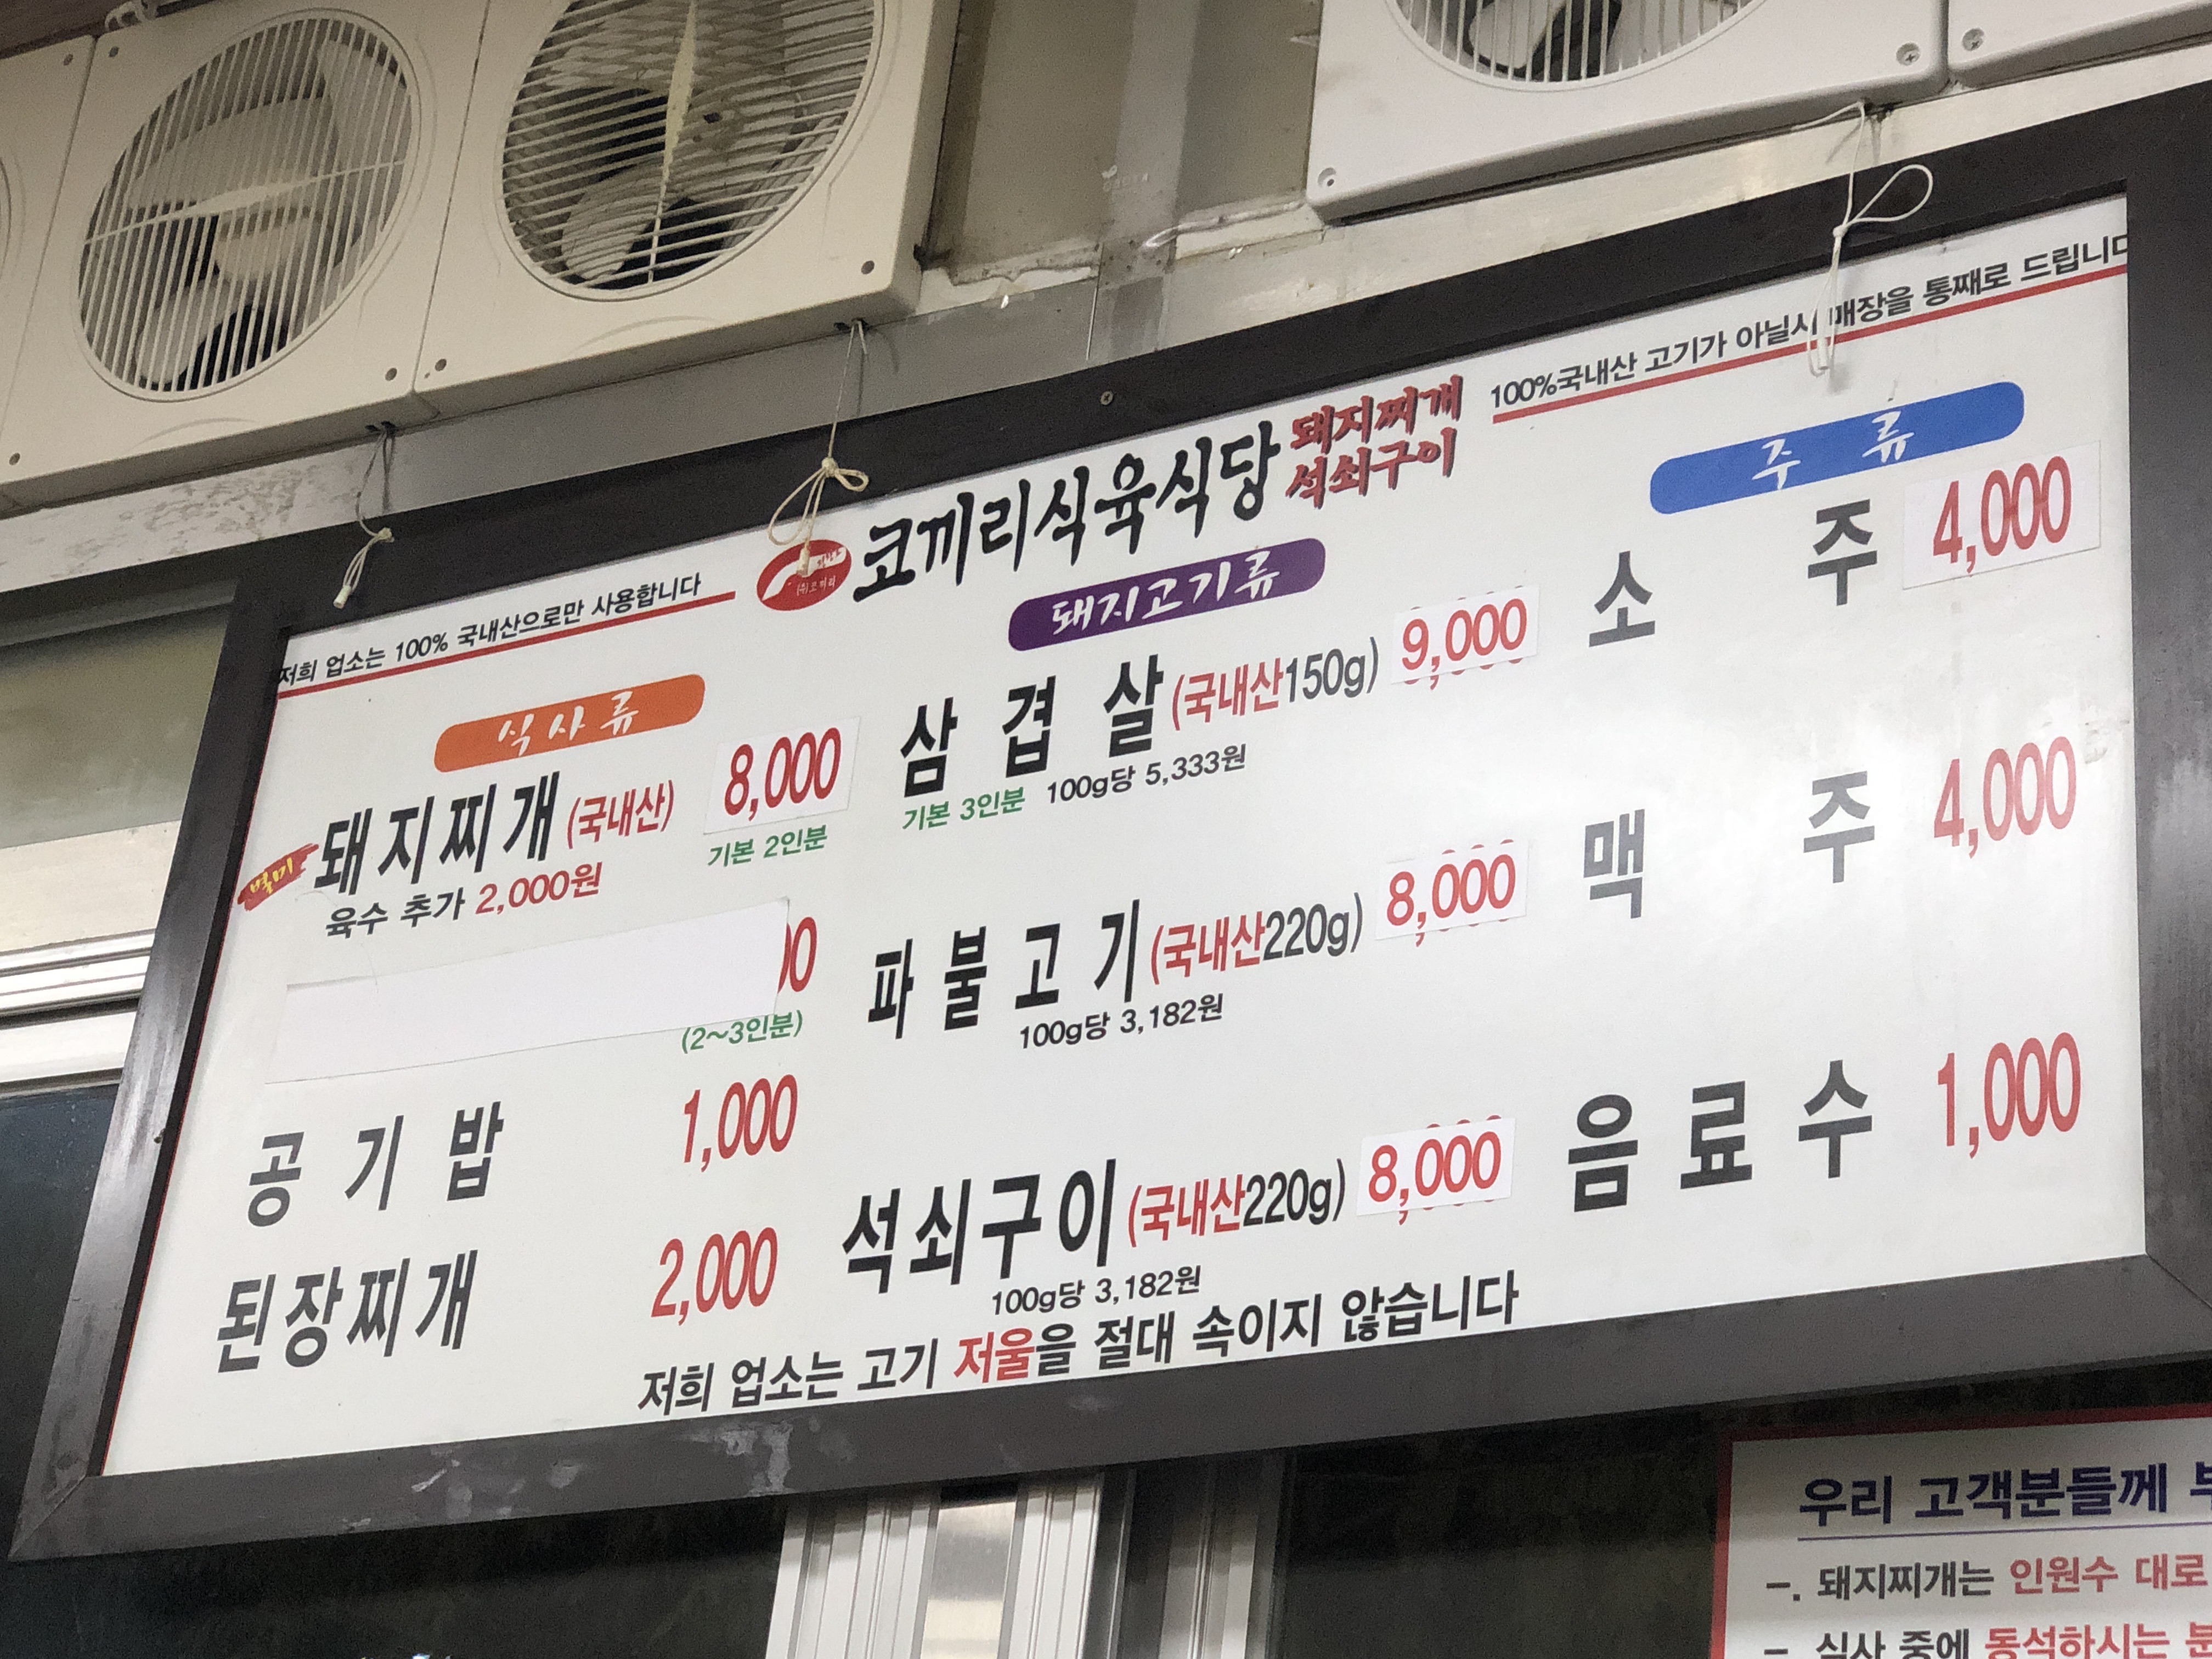 저희 업소는 100% 국내산으로만 사용합니다
코끼리식육식당
돼지찌개
석쇠구이
100%국내산 고기가 아닐시 매장을 통째로 드립니다
식사류
별미 돼지찌개(국내산) 8,000
육수 추가 2,000원
기본 2인분
(2~3인분)
공기밥 1,000
된장찌개 2,000
돼지고기류
삼겹살(국내산150g) 9,000
기본 3인분 100g당 5,333원
파불고기(국내산220g) 8,000
100g당 3,182원
석쇠구이(국내산220g) 8,000
100g당 3,182원
주류
소주 4,000
맥주 4,000
음료수 1,000
저희 업소는 고기 저울을 절대 속이지 않습니다
우리 고객분들께
-. 돼지찌개는 인원수 대로
-. 식사 중에 동석하시는